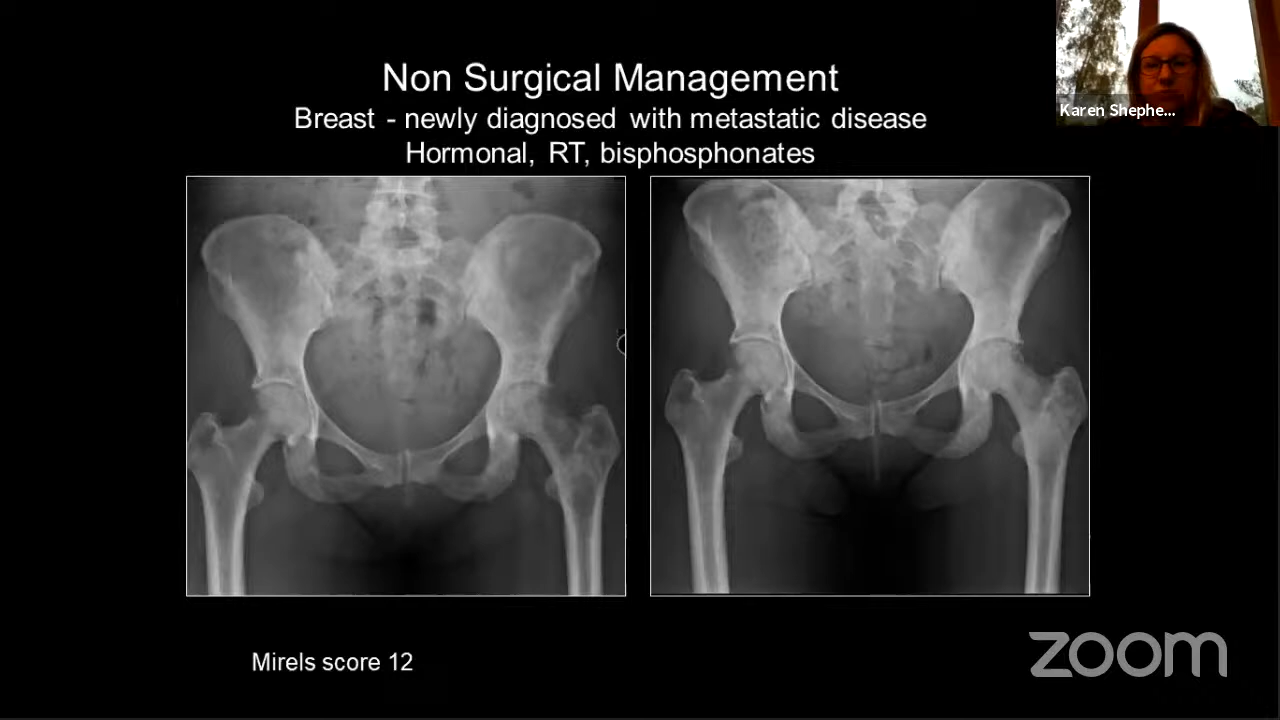 Non Surgical Management
Breast - newly diagnosed with metastatic disease
Hormonal, RT, bisphosphonates
Karen Shephe...
Mirels score 12
zoom